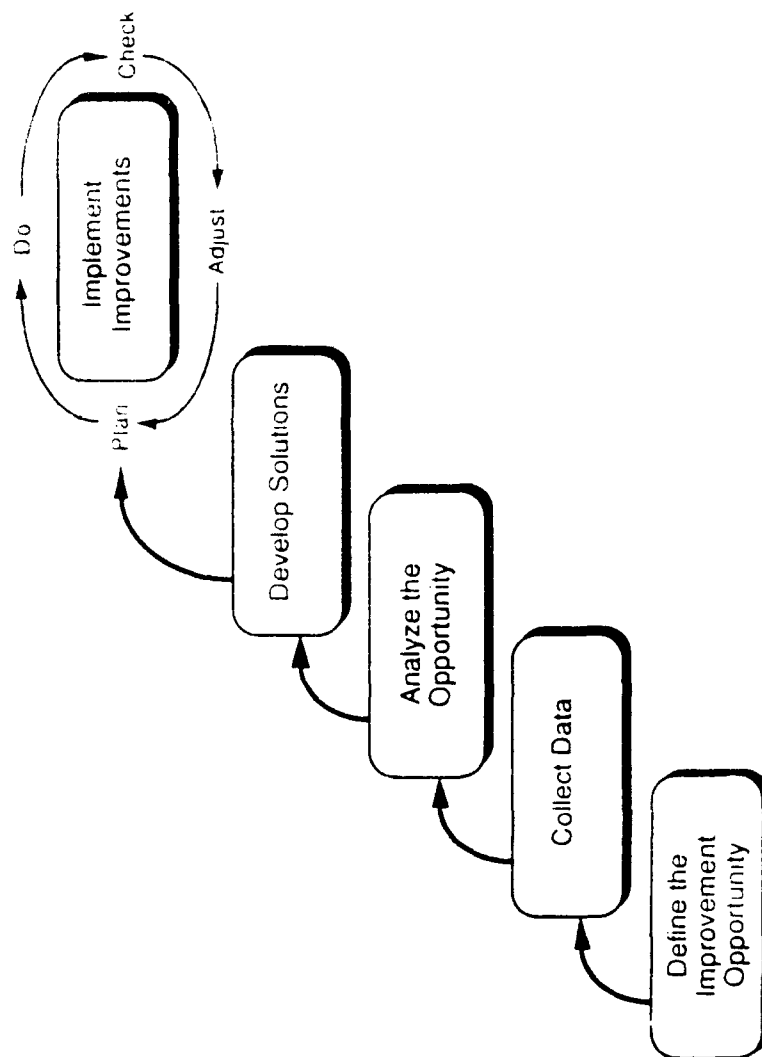 Define the
Improvement
Opportunity
Collect Data
Analyze the
Opportunity
Develop Solutions
Plan
Do
Check
Adjust
Implement
Improvements